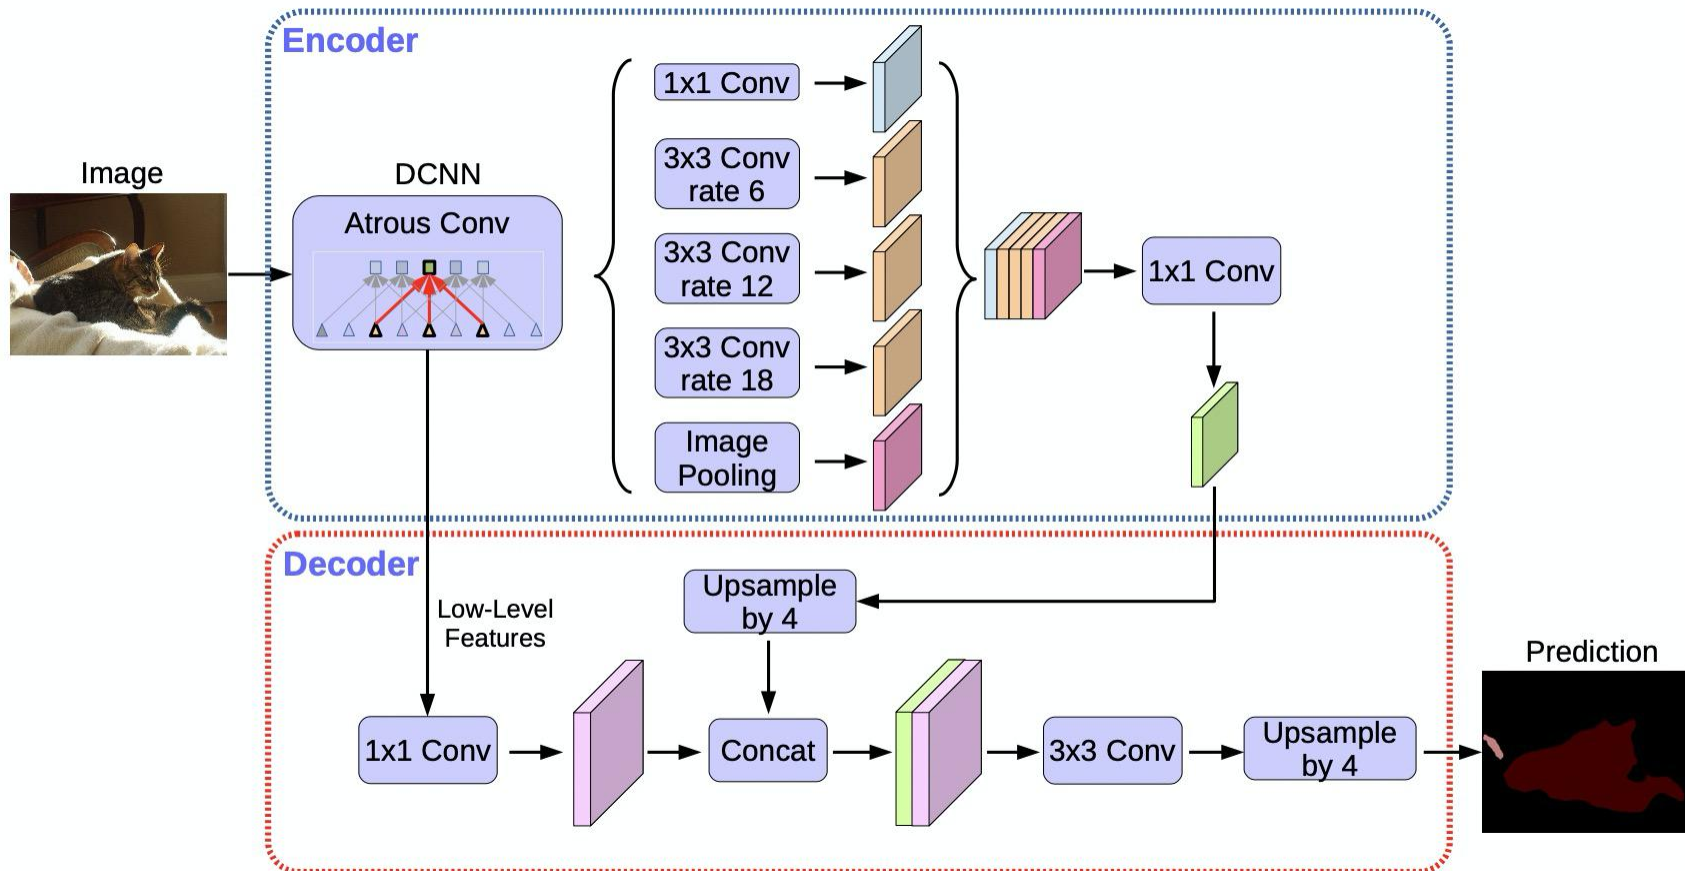 Encoder
Image
DCNN
Atrous Conv
1x1 Conv
3x3 Conv
rate 6
3x3 Conv
rate 12
3x3 Conv
rate 18
Image
Pooling
1x1 Conv
Decoder
Low-Level
Features
Upsample
by 4
1x1 Conv
Concat
3x3 Conv
Upsample
by 4
Prediction